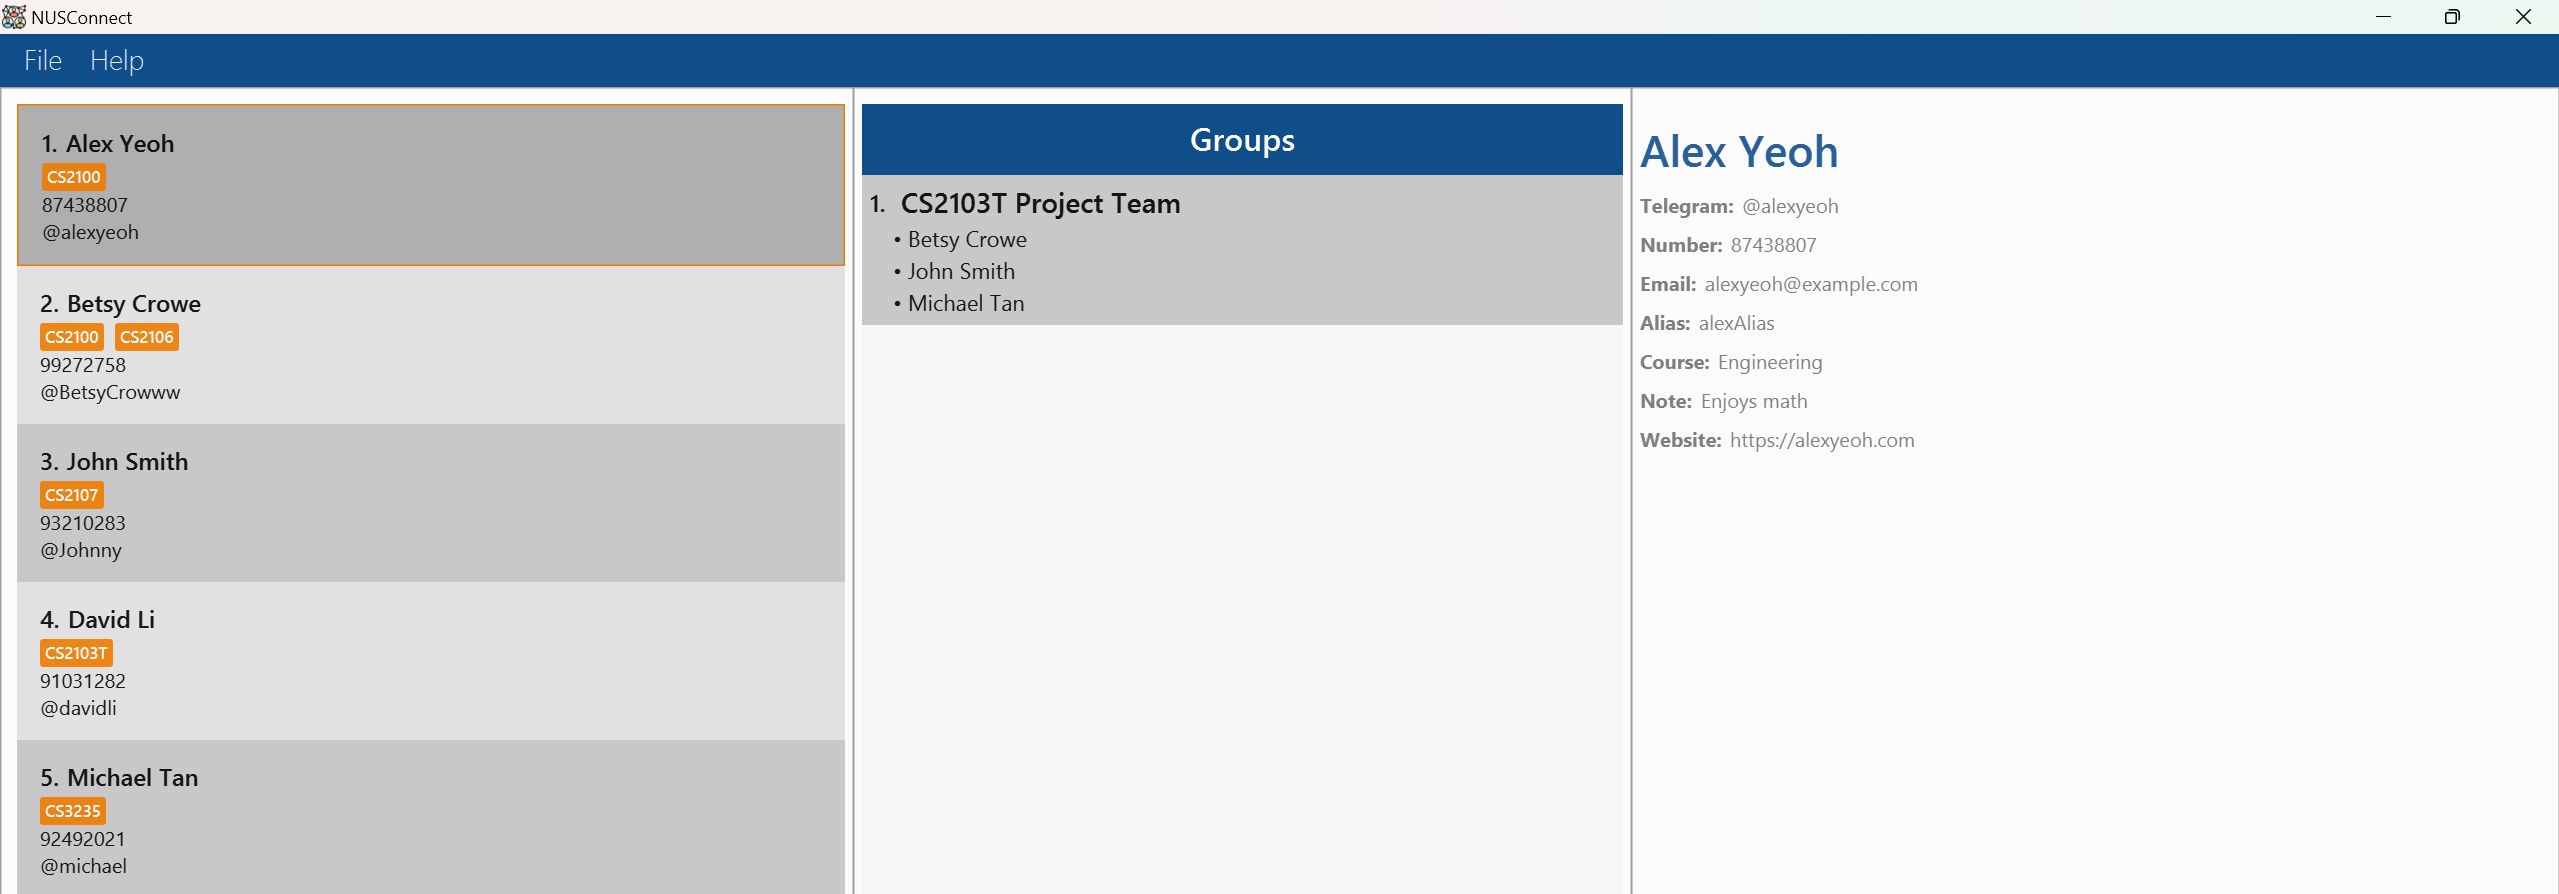 NUSConnect
File Help
1. Alex Yeoh
CS2100
87438807
@alexyeoh
2. Betsy Crowe
CS2100 CS2106
99272758
@BetsyCrowww
3. John Smith
CS2107
93210283
@Johnny
4. David Li
CS2103T
91031282
@davidli
5. Michael Tan
CS3235
92492021
@michael
Groups
1. CS2103T Project Team
• Betsy Crowe
• John Smith
• Michael Tan
Alex Yeoh
Telegram: @alexyeoh
Number: 87438807
Email: alexyeoh@example.com
Alias: alexAlias
Course: Engineering
Note: Enjoys math
Website: https://alexyeoh.com